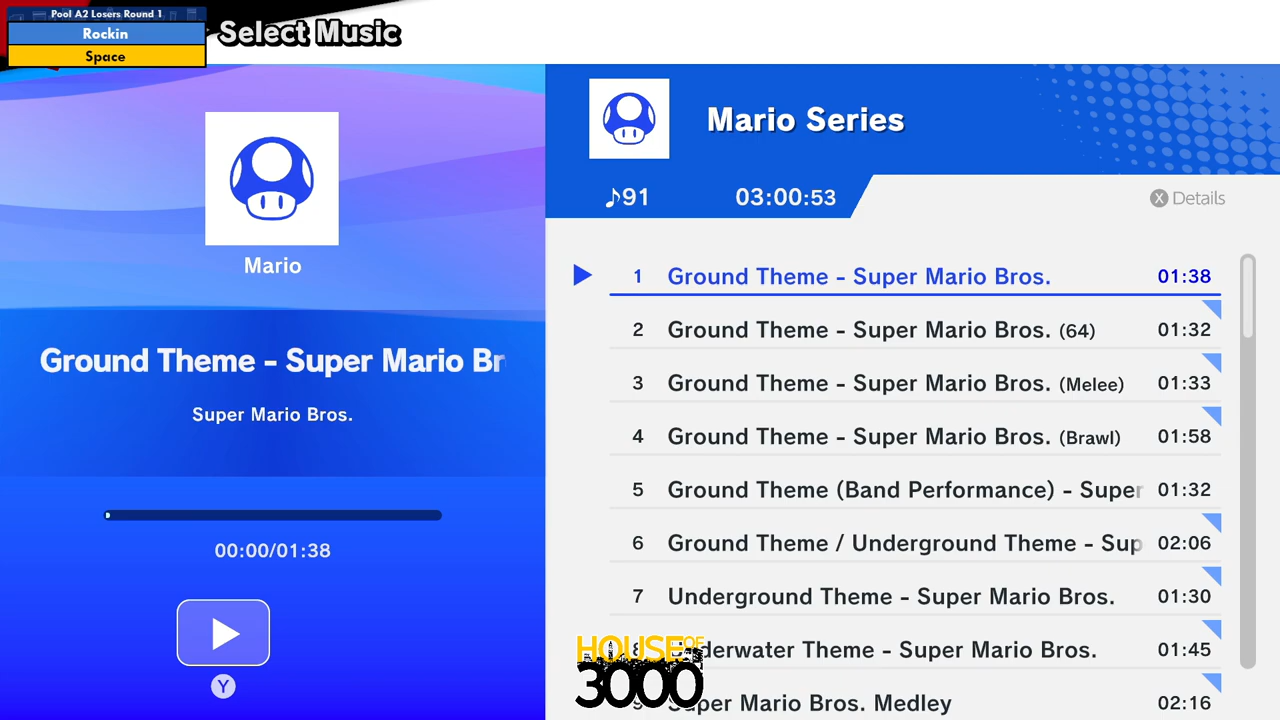 Pool A2 Losers Round 1
Rockin
Space
Select Music
Mario
Ground Theme - Super Mario Br
Super Mario Bros.
00:00/01:38
Y
Mario Series
♪91 03:00:53
X Details
1 Ground Theme - Super Mario Bros. 01:38
2 Ground Theme - Super Mario Bros. (64) 01:32
3 Ground Theme - Super Mario Bros. (Melee) 01:33
4 Ground Theme - Super Mario Bros. (Brawl) 01:58
5 Ground Theme (Band Performance) - Super 01:32
6 Ground Theme / Underground Theme - Sup 02:06
7 Underground Theme - Super Mario Bros. 01:30
8 Underwater Theme - Super Mario Bros. 01:45
9 Super Mario Bros. Medley 02:16
HOUSE OF
3000